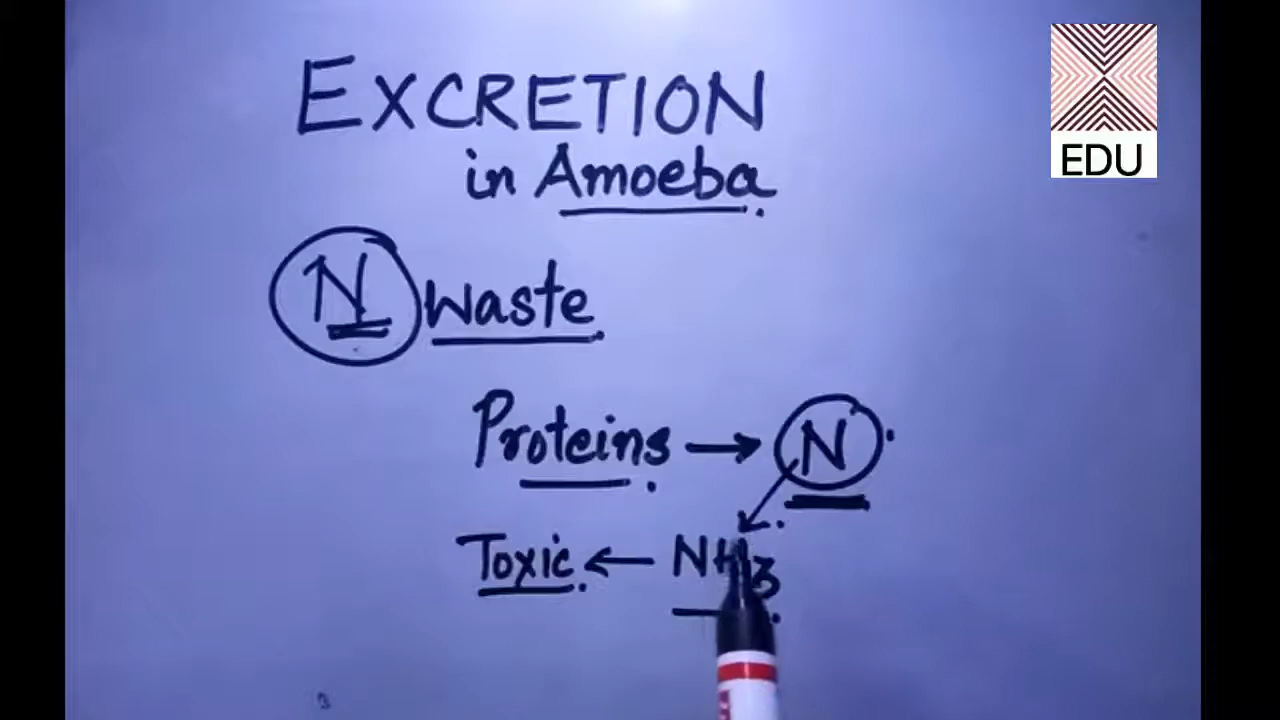 EXCRETION
in Amoeba.
N Waste.
Proteins. → N.
Toxic. ← NH3.
EDU